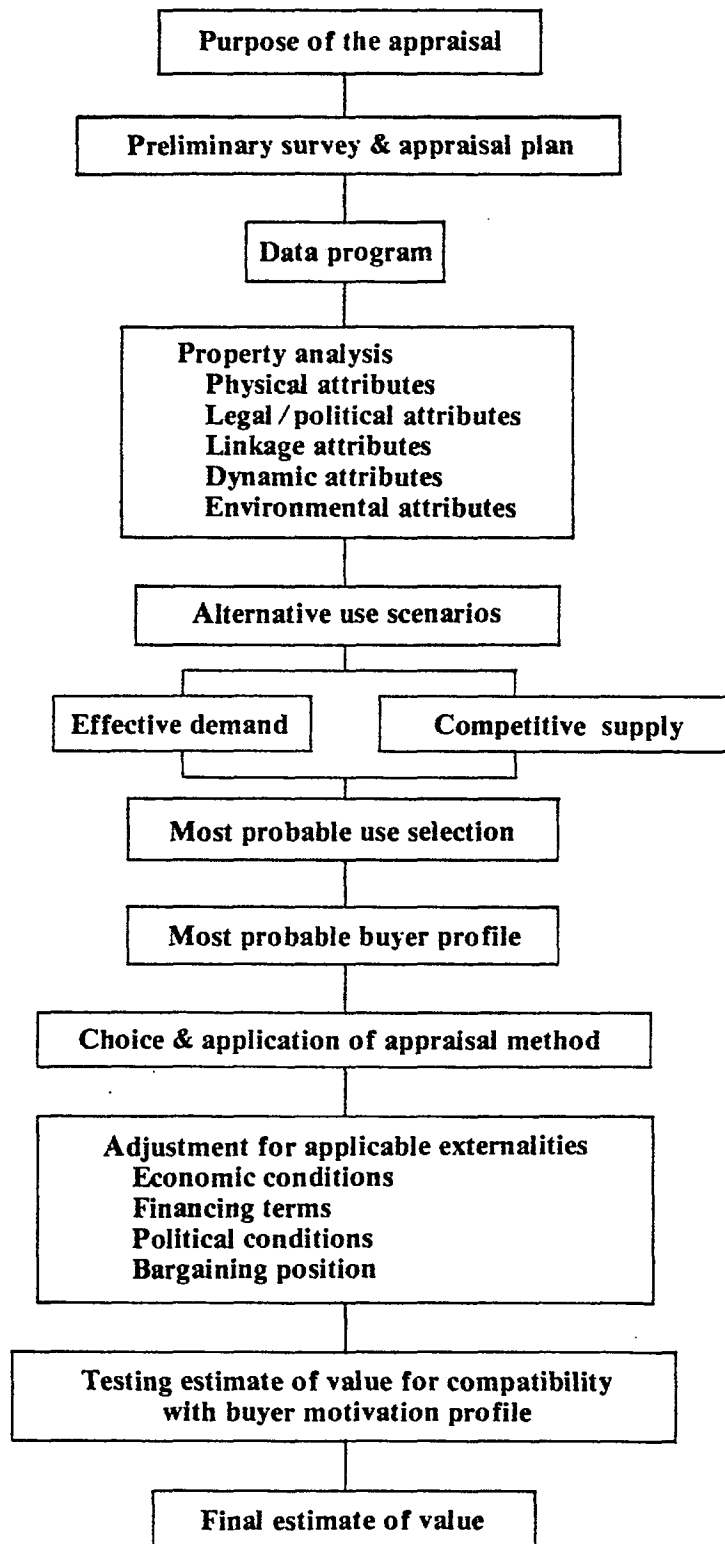 Purpose of the appraisal
Preliminary survey & appraisal plan
Data program
Property analysis
Physical attributes
Legal / political attributes
Linkage attributes
Dynamic attributes
Environmental attributes
Alternative use scenarios
Effective demand
Competitive supply
Most probable use selection
Most probable buyer profile
Choice & application of appraisal method
Adjustment for applicable externalities
Economic conditions
Financing terms
Political conditions
Bargaining position
Testing estimate of value for compatibility
with buyer motivation profile
Final estimate of value